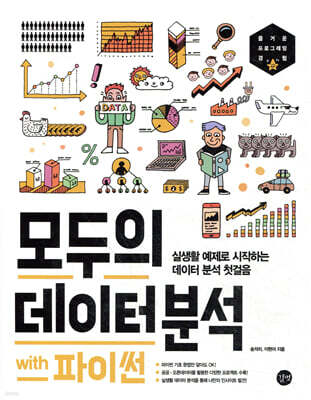 즐거운
프로그래밍
경험
DATA
%
모두의
실생활 예제로 시작하는
데이터 분석 첫걸음
데이터 분석
with 파이썬
송석리, 이현아 지음
파이썬 기초 문법만 알아도 OK!
공공·오픈데이터를 활용한 다양한 프로젝트 수록!
실생활 데이터 분석을 통해 나만의 인사이트 발견!
길벗